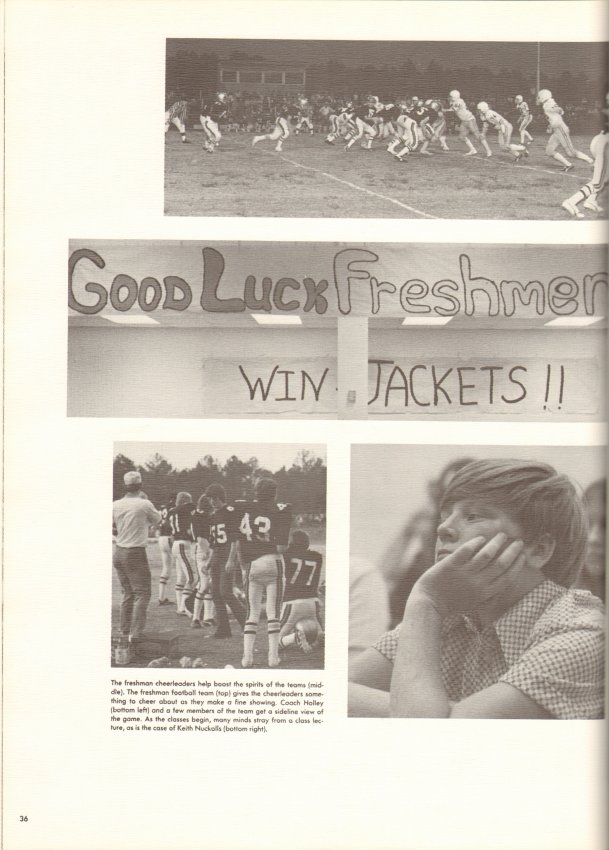 GOOD LUCK Freshmen
WIN JACKETS!!
43
55
77
The freshman cheerleaders help boost the spirits of the teams (mid-
dle). The freshman football team (top) gives the cheerleaders some-
thing to cheer about as they make a fine showing. Coach Holley
(bottom left) and a few members of the team get a sideline view of
the game. As the classes begin, many minds stray from a class lec-
ture, as is the case of Keith Nuckolls (bottom right).
36